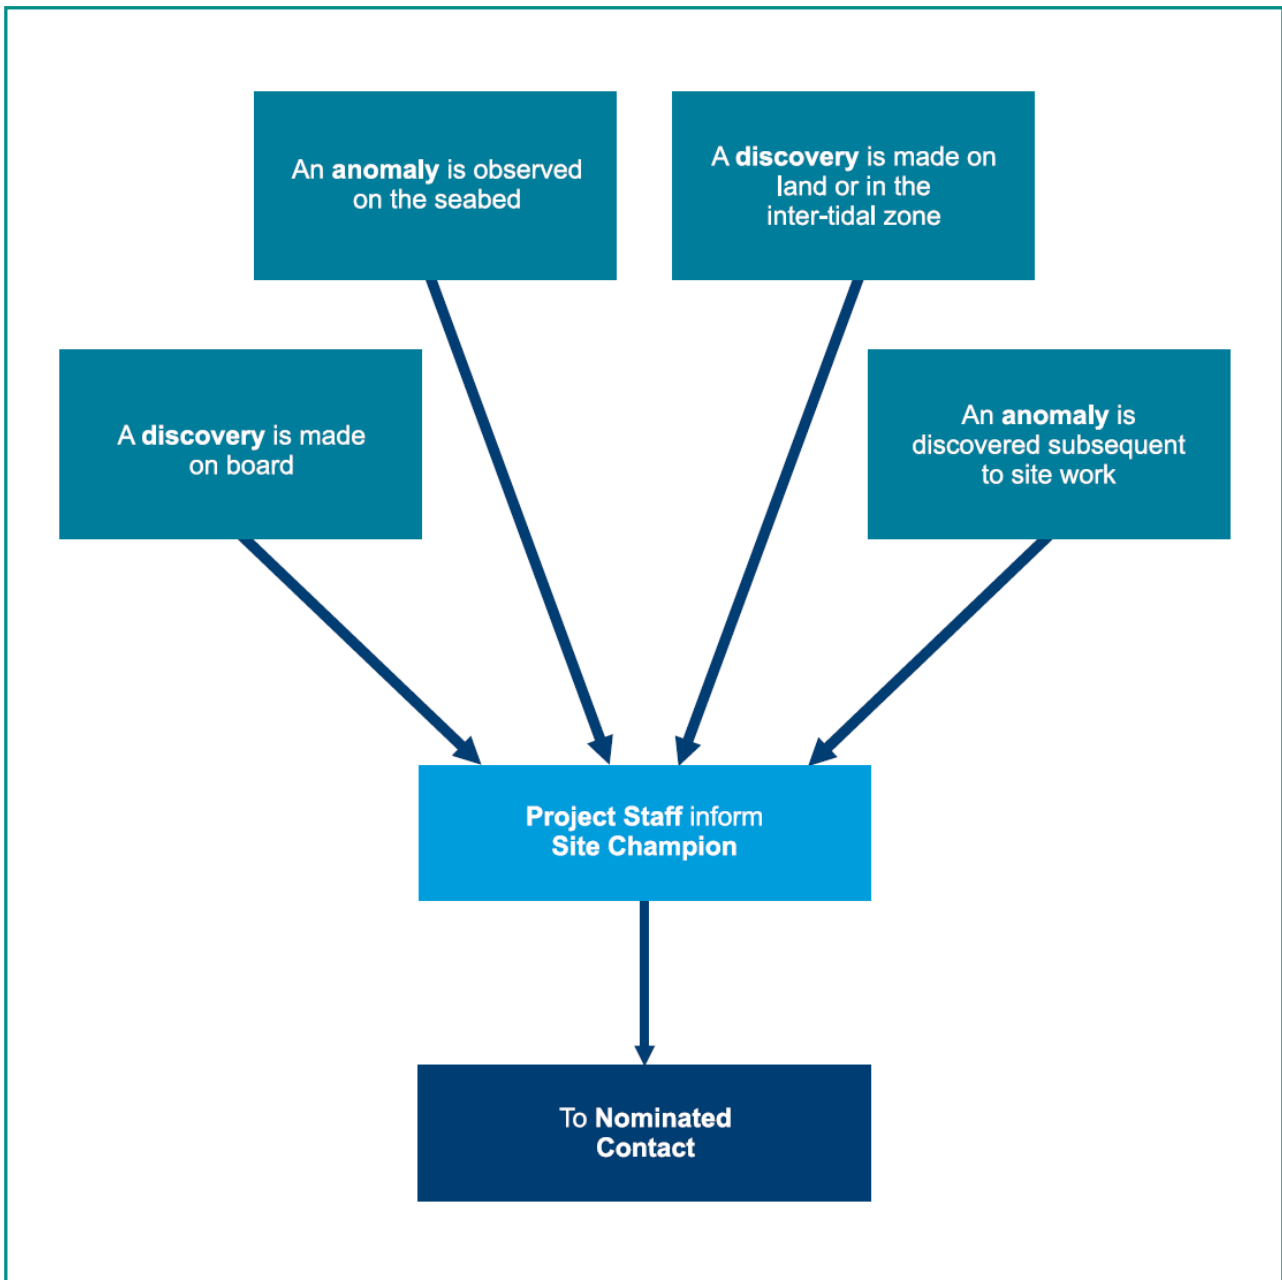 An anomaly is observed
on the seabed
A discovery is made on
land or in the
inter-tidal zone
A discovery is made
on board
An anomaly is
discovered subsequent
to site work
Project Staff inform
Site Champion
To Nominated
Contact